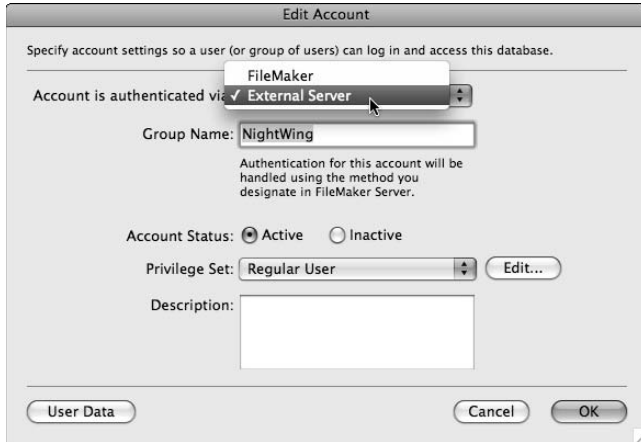 Edit Account
Specify account settings so a user (or group of users) can log in and access this database.
FileMaker
Account is authenticated via ✓ External Server
Group Name: NightWing
Authentication for this account will be
handled using the method you
designate in FileMaker Server.
Account Status: Active Inactive
Privilege Set: Regular User Edit...
Description:
User Data Cancel OK